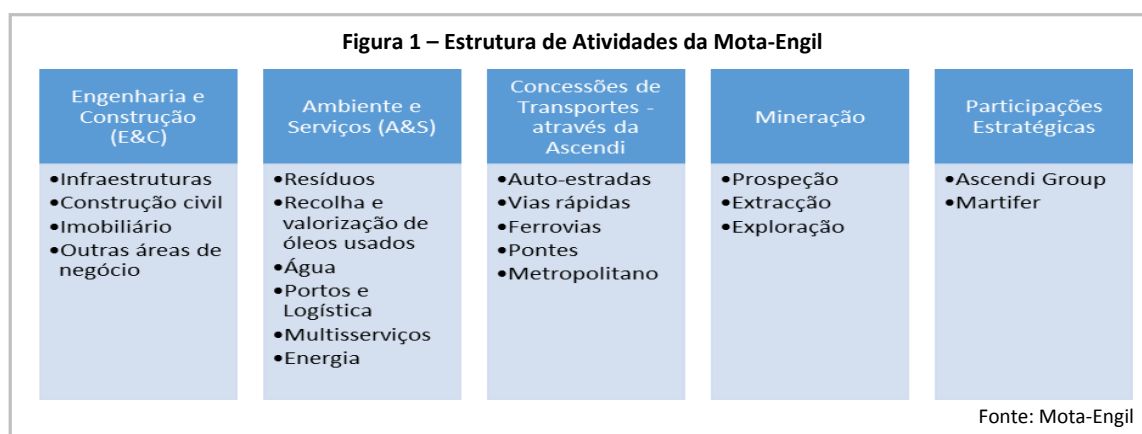 Figura 1 – Estrutura de Atividades da Mota-Engil
Engenharia e
Construção
(E&C)
•Infraestruturas
•Construção civil
•Imobiliário
•Outras áreas de
negócio
Ambiente e
Serviços (A&S)
•Resíduos
•Recolha e
valorização de
óleos usados
•Água
•Portos e
Logística
•Multisserviços
•Energia
Concessões de
Transportes -
através da
Ascendi
•Auto-estradas
•Vias rápidas
•Ferrovias
•Pontes
•Metropolitano
Mineração
•Prospeção
•Extracção
•Exploração
Participações
Estratégicas
•Ascendi Group
•Martifer
Fonte: Mota-Engil